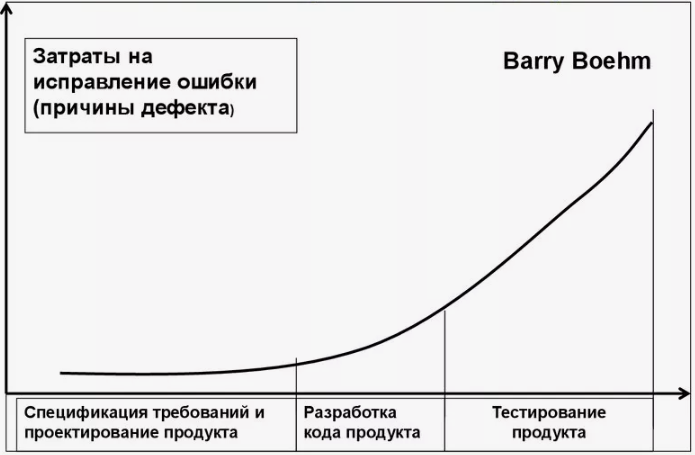 Затраты на
исправление ошибки
(причины дефекта)
Barry Boehm
Спецификация требований и
проектирование продукта
Разработка
кода продукта
Тестирование
продукта